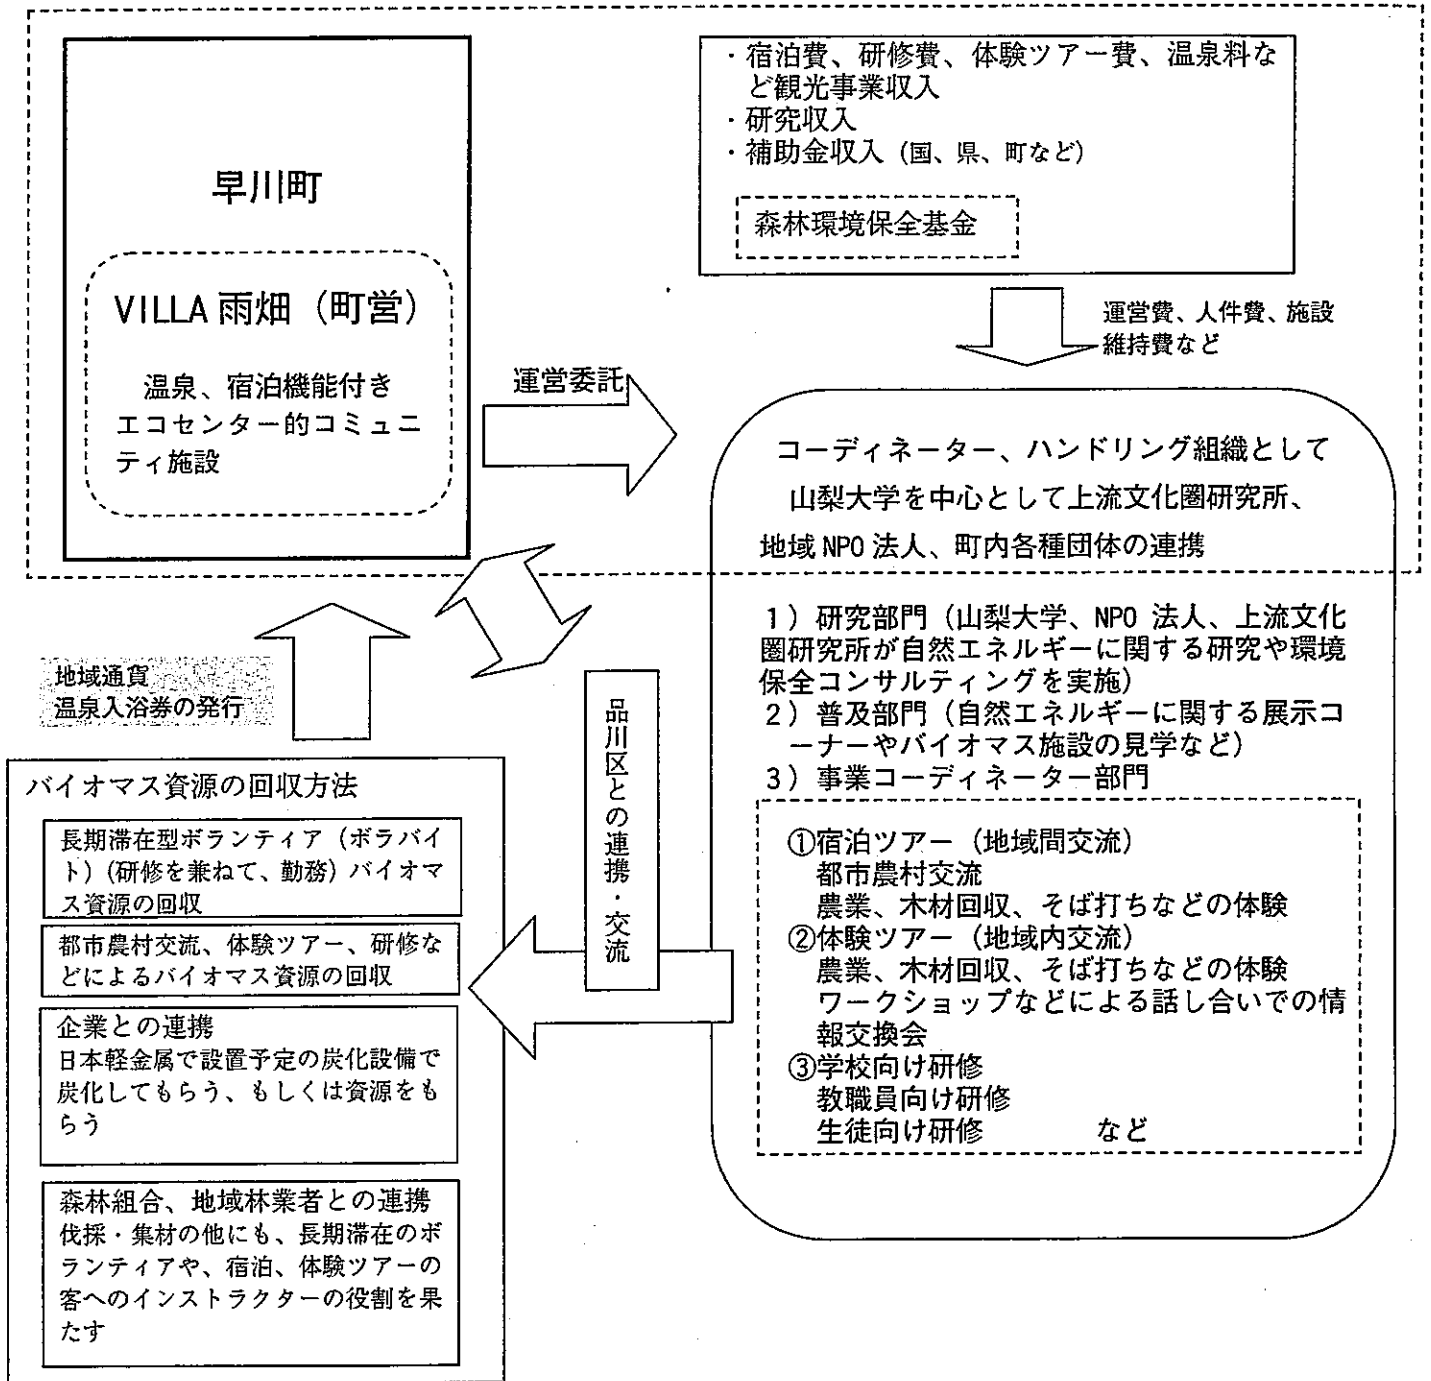 早川町
VILLA 雨畑（町営）
温泉、宿泊機能付き
エコセンター的コミュニ
ティ施設
・宿泊費、研修費、体験ツアー費、温泉料な
ど観光事業収入
・研究収入
・補助金収入（国、県、町など）
森林環境保全基金
運営費、人件費、施設
維持費など
運営委託
コーディネーター、ハンドリング組織として
山梨大学を中心として上流文化圏研究所、
地域 NPO 法人、町内各種団体の連携
1）研究部門（山梨大学、NPO 法人、上流文化
圏研究所が自然エネルギーに関する研究や環境
保全コンサルティングを実施）
2）普及部門（自然エネルギーに関する展示コ
ーナーやバイオマス施設の見学など）
3）事業コーディネーター部門
①宿泊ツアー（地域間交流）
都市農村交流
農業、木材回収、そば打ちなどの体験
②体験ツアー（地域内交流）
農業、木材回収、そば打ちなどの体験
ワークショップなどによる話し合いでの情
報交換会
③学校向け研修
教職員向け研修
生徒向け研修　　　　など
品川区との連携・交流
地域通貨
温泉入浴券の発行
バイオマス資源の回収方法
長期滞在型ボランティア（ボラバイ
ト）(研修を兼ねて、勤務) バイオマ
ス資源の回収
都市農村交流、体験ツアー、研修な
どによるバイオマス資源の回収
企業との連携
日本軽金属で設置予定の炭化設備で
炭化してもらう、もしくは資源をも
らう
森林組合、地域林業者との連携
伐採・集材の他にも、長期滞在のボ
ランティアや、宿泊、体験ツアーの
客へのインストラクターの役割を果
たす